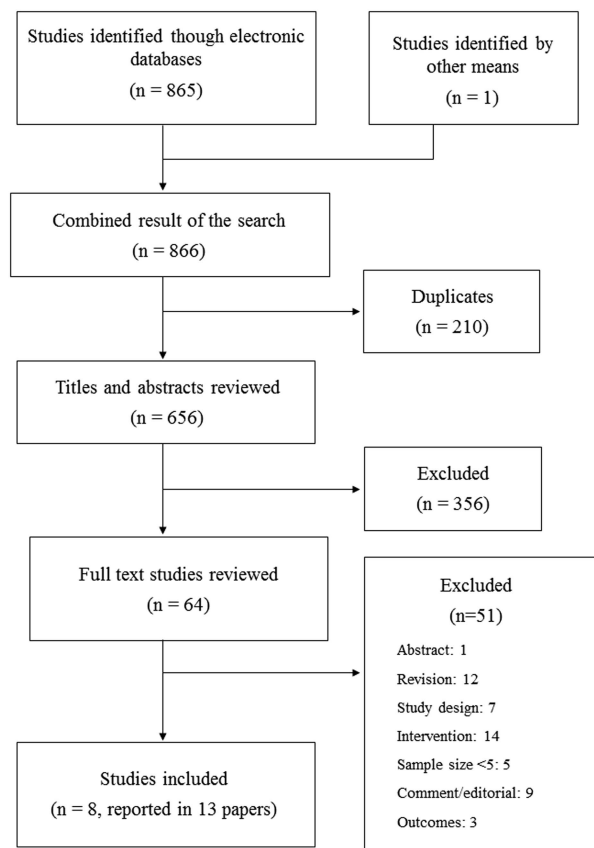 Studies identified though electronic
databases
(n = 865)
Studies identified by
other means
(n = 1)
Combined result of the search
(n = 866)
Duplicates
(n = 210)
Titles and abstracts reviewed
(n = 656)
Excluded
(n = 356)
Full text studies reviewed
(n = 64)
Excluded
(n=51)
Abstract: 1
Revision: 12
Study design: 7
Intervention: 14
Sample size <5: 5
Comment/editorial: 9
Outcomes: 3
Studies included
(n = 8, reported in 13 papers)